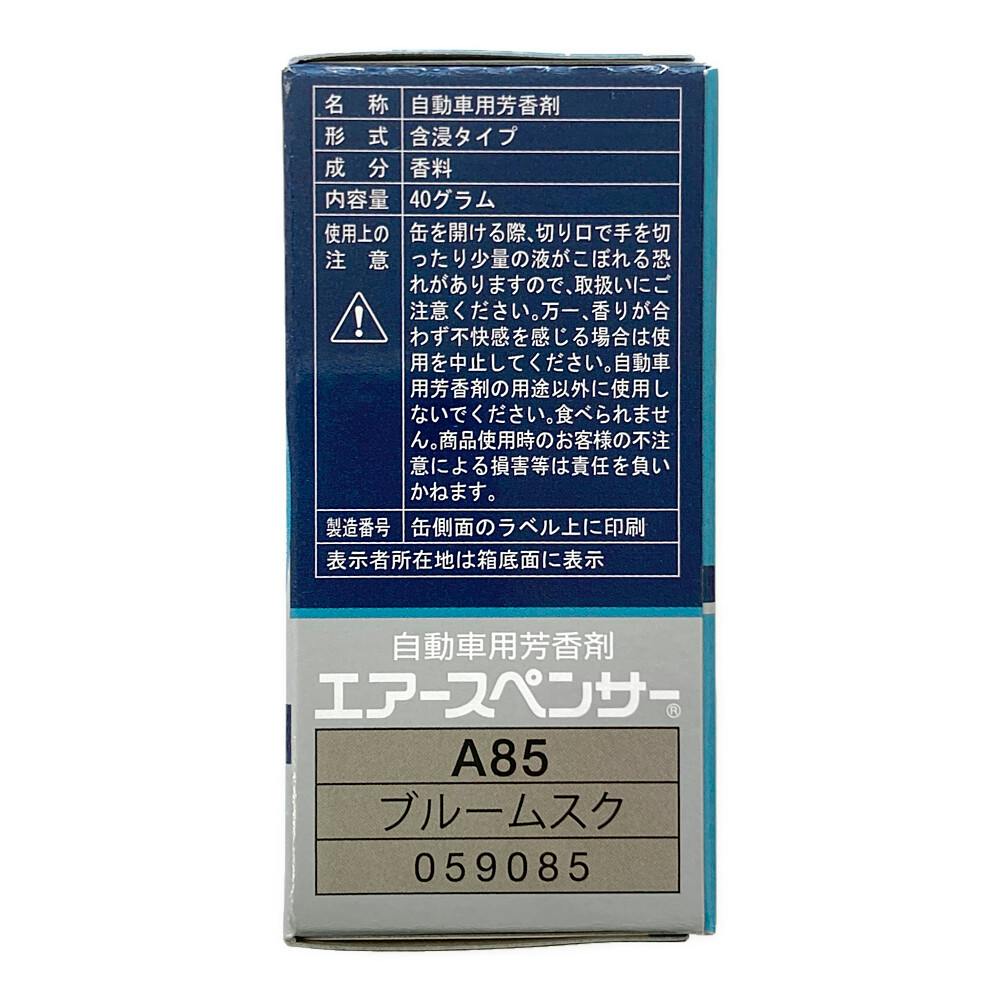 名称 自動車用芳香剤
形式 含浸タイプ
成分 香料
内容量 40グラム
使用上の注意 缶を開ける際、切り口で手を切
ったり少量の液がこぼれる恐
れがありますので、取扱いにご
注意ください。万一、香りが合
わず不快感を感じる場合は使
用を中止してください。自動車
用芳香剤の用途以外に使用し
ないでください。食べられませ
ん。商品使用時のお客様の不注
意による損害等は責任を負い
かねます。
製造番号 缶側面のラベル上に印刷
表示者所在地は箱底面に表示
自動車用芳香剤
エアースペンサー®
A85
ブルームスク
059085